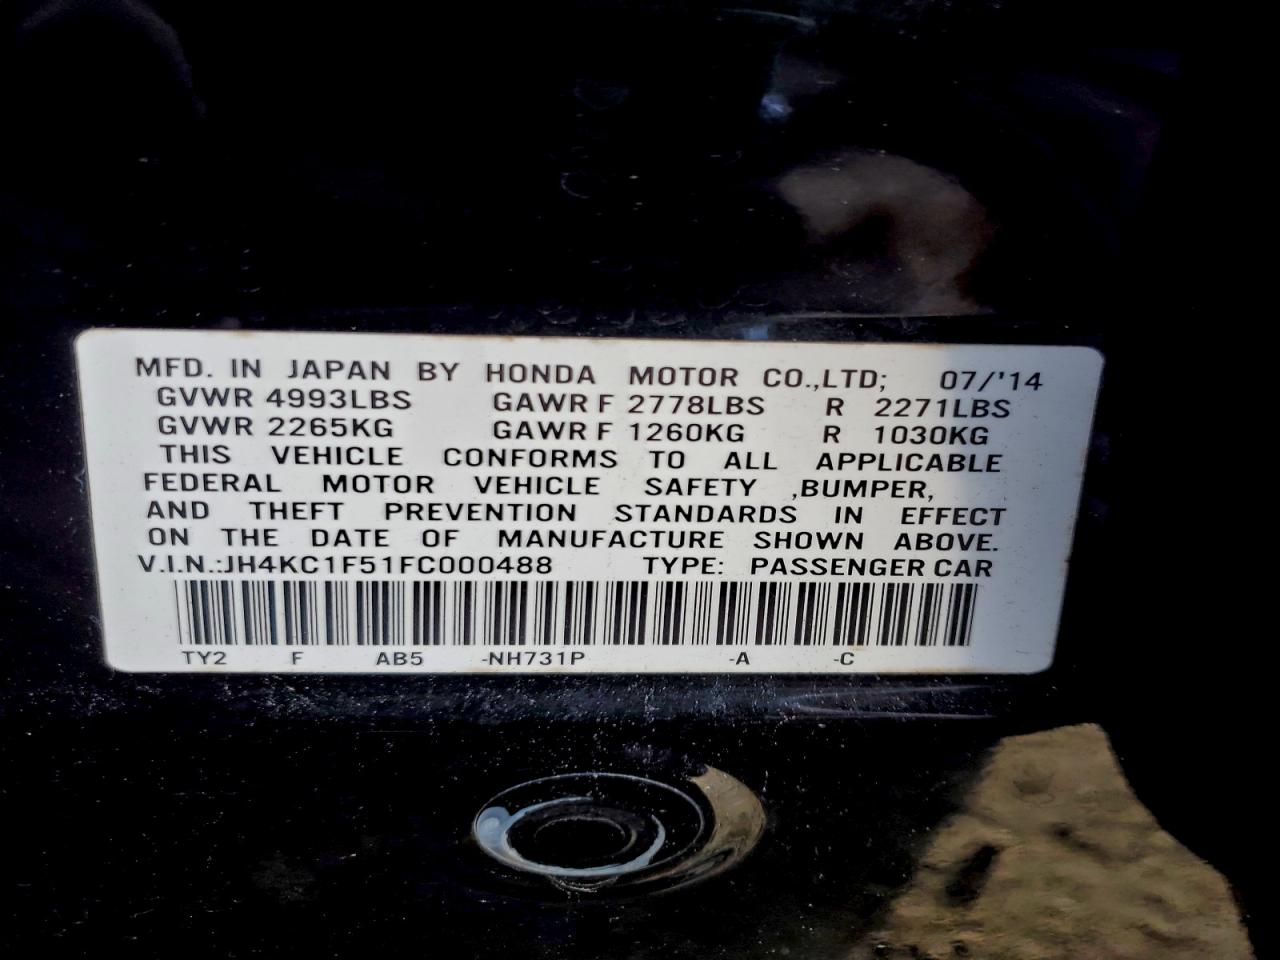 MFD. IN JAPAN BY HONDA MOTOR CO.,LTD; 07/'14
GVWR 4993LBS GAWR F 2778LBS R 2271LBS
GVWR 2265KG GAWR F 1260KG R 1030KG
THIS VEHICLE CONFORMS TO ALL APPLICABLE
FEDERAL MOTOR VEHICLE SAFETY ,BUMPER,
AND THEFT PREVENTION STANDARDS IN EFFECT
ON THE DATE OF MANUFACTURE SHOWN ABOVE.
V.I.N.:JH4KC1F51FC000488 TYPE: PASSENGER CAR
TY2 F AB5 -NH731P -A -C